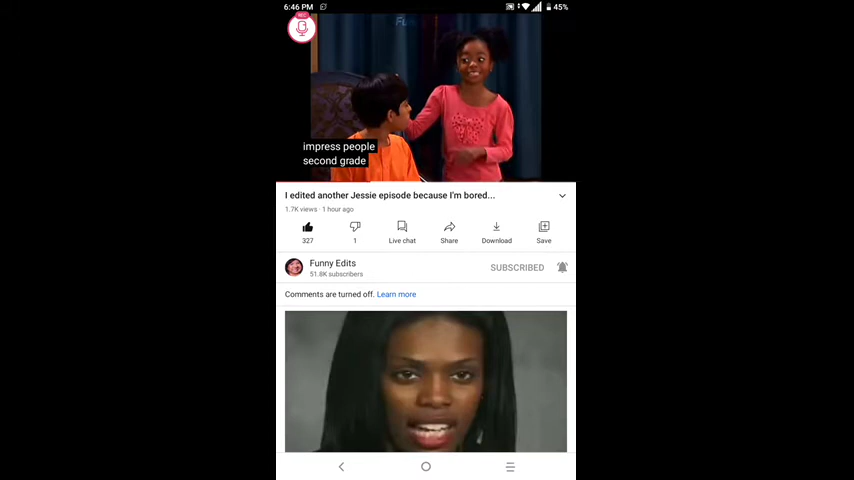 6:46 PM
45%
REC
Fu
impress people
second grade
I edited another Jessie episode because I'm bored...
1.7K views · 1 hour ago
327
1
Live chat
Share
Download
Save
Funny Edits
51.8K subscribers
SUBSCRIBED
Comments are turned off. Learn more